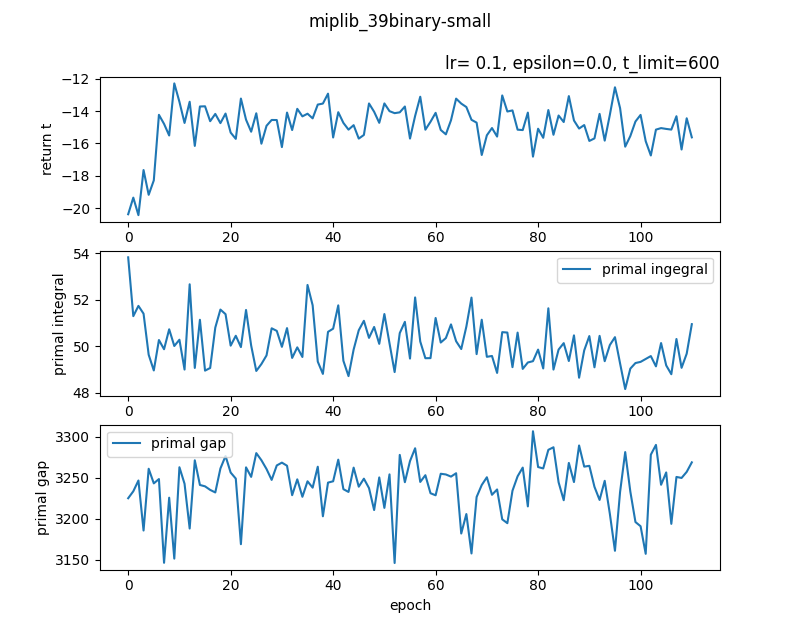 miplib_39binary-small
lr= 0.1, epsilon=0.0, t_limit=600
return t
−12
−14
−16
−18
−20
0 20 40 60 80 100
primal integral
54
52
50
48
primal ingegral
0 20 40 60 80 100
primal gap
3300
3250
3200
3150
primal gap
0 20 40 60 80 100
epoch